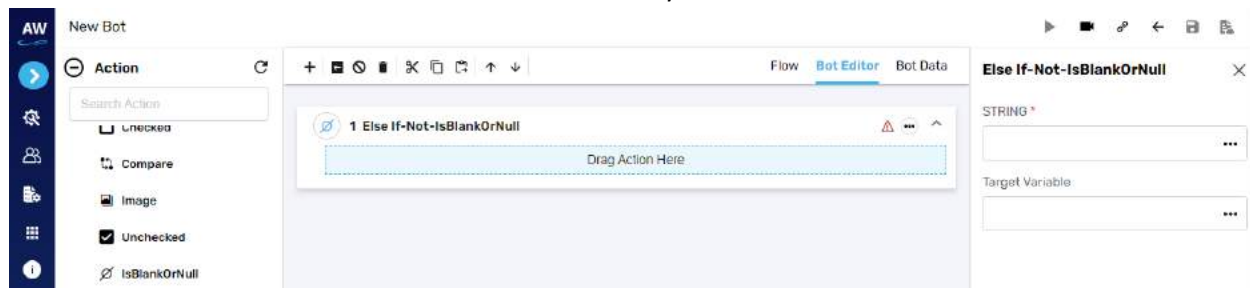 AW New Bot
Action
Flow Bot Editor Bot Data
Else If-Not-IsBlankOrNull
Search Action
STRING *
Checked
1 Else If-Not-IsBlankOrNull
Drag Action Here
Compare
Target Variable
Image
Unchecked
IsBlankOrNull